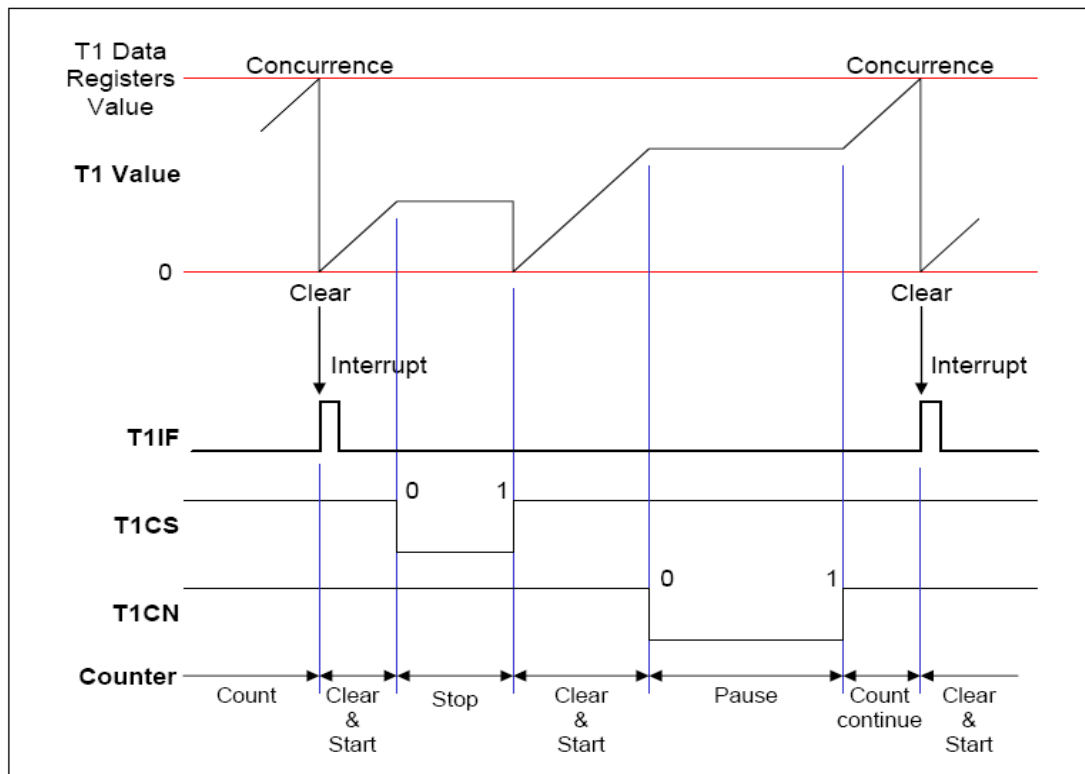 T1 Data
Registers
Value
Concurrence
Concurrence
T1 Value
0
Clear
Clear
Interrupt
Interrupt
T1IF
0 1
T1CS
0 1
T1CN
Counter
Count
Clear
&
Start
Stop
Clear
&
Start
Pause
Count
continue
Clear
&
Start